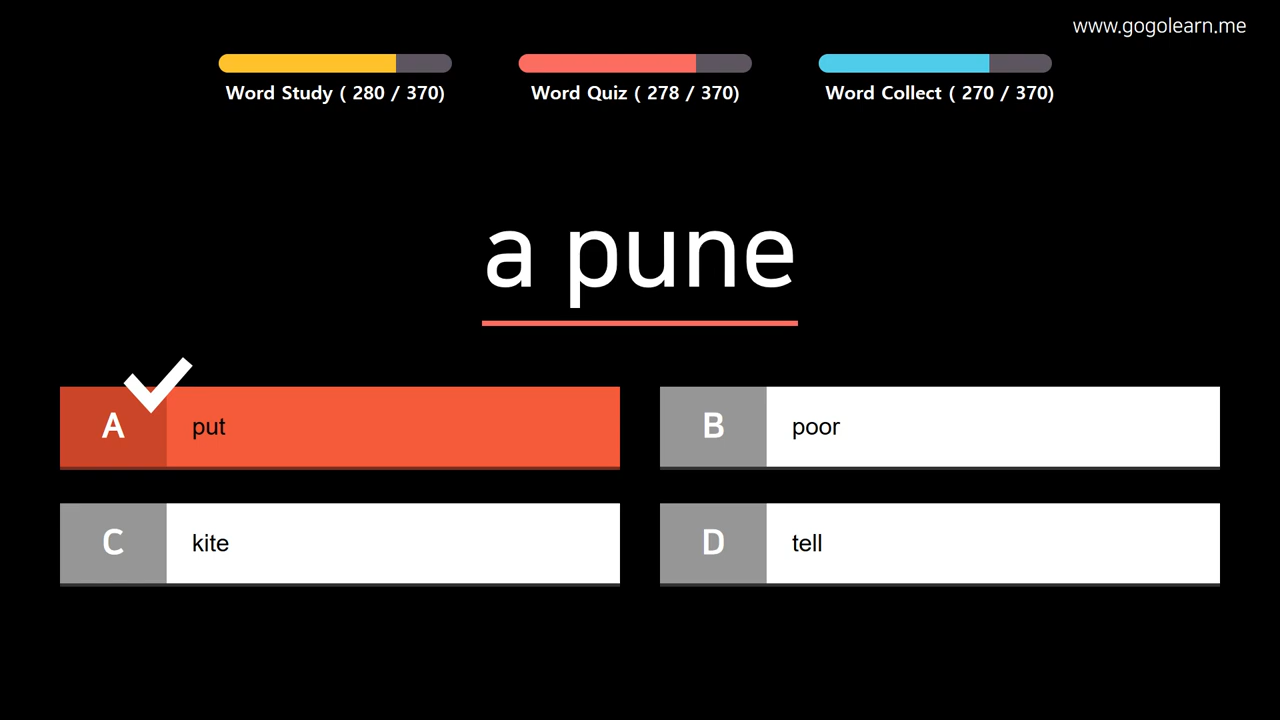 www.gogolearn.me
Word Study ( 280 / 370)
Word Quiz ( 278 / 370)
Word Collect ( 270 / 370)
a pune
A put
B poor
C kite
D tell